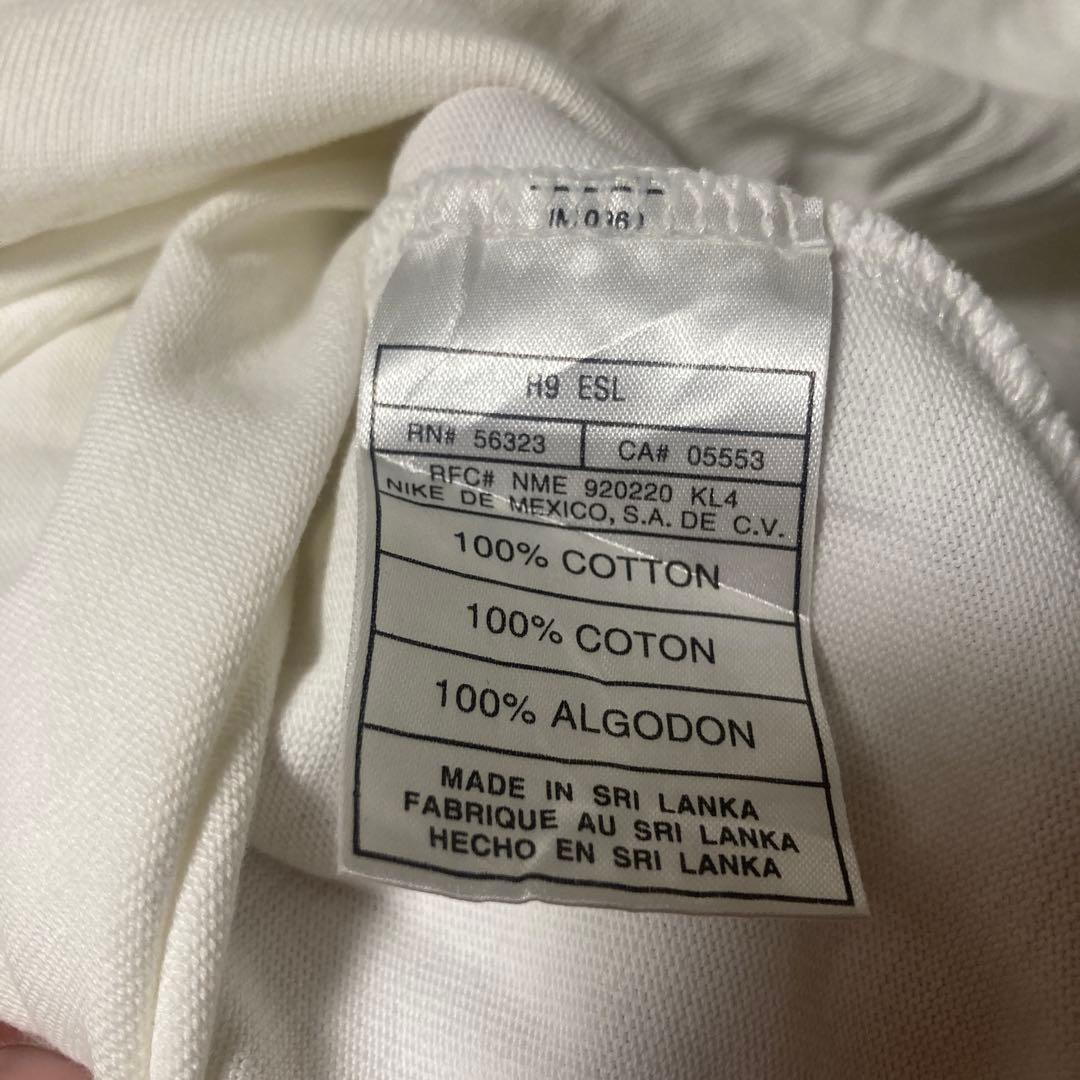 H9 ESL
RN# 56323 CA# 05553
RFC# NME 920220 KL4
NIKE DE MEXICO, S.A. DE C.V.
100% COTTON
100% COTON
100% ALGODON
MADE IN SRI LANKA
FABRIQUE AU SRI LANKA
HECHO EN SRI LANKA